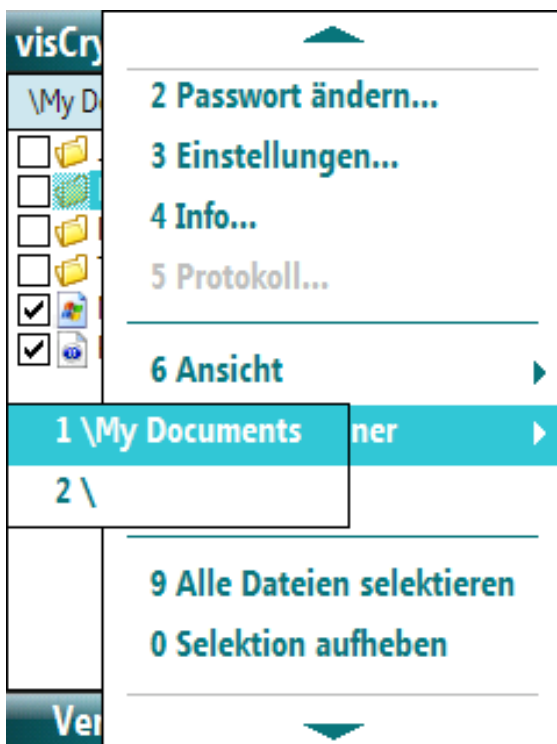 visCry
\My D
2 Passwort ändern...
3 Einstellungen...
4 Info...
5 Protokoll...
6 Ansicht
1 \My Documents
ner
2 \
9 Alle Dateien selektieren
0 Selektion aufheben
Ver